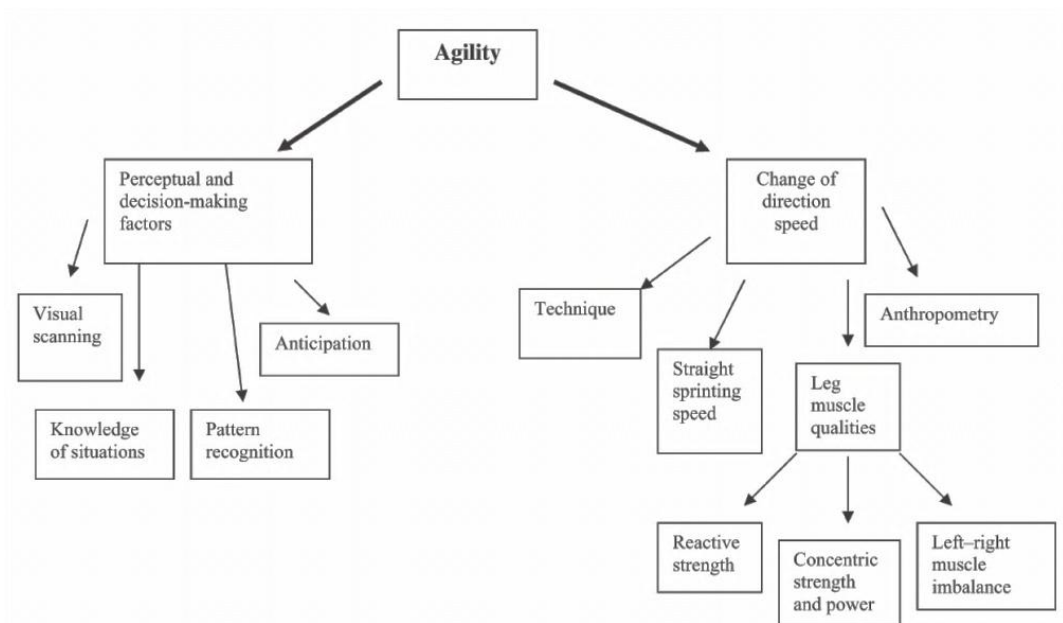 Agility
Perceptual and
decision-making
factors
Change of
direction
speed
Visual
scanning
Anticipation
Technique
Anthropometry
Knowledge
of situations
Pattern
recognition
Straight
sprinting
speed
Leg
muscle
qualities
Reactive
strength
Concentric
strength
and power
Left–right
muscle
imbalance